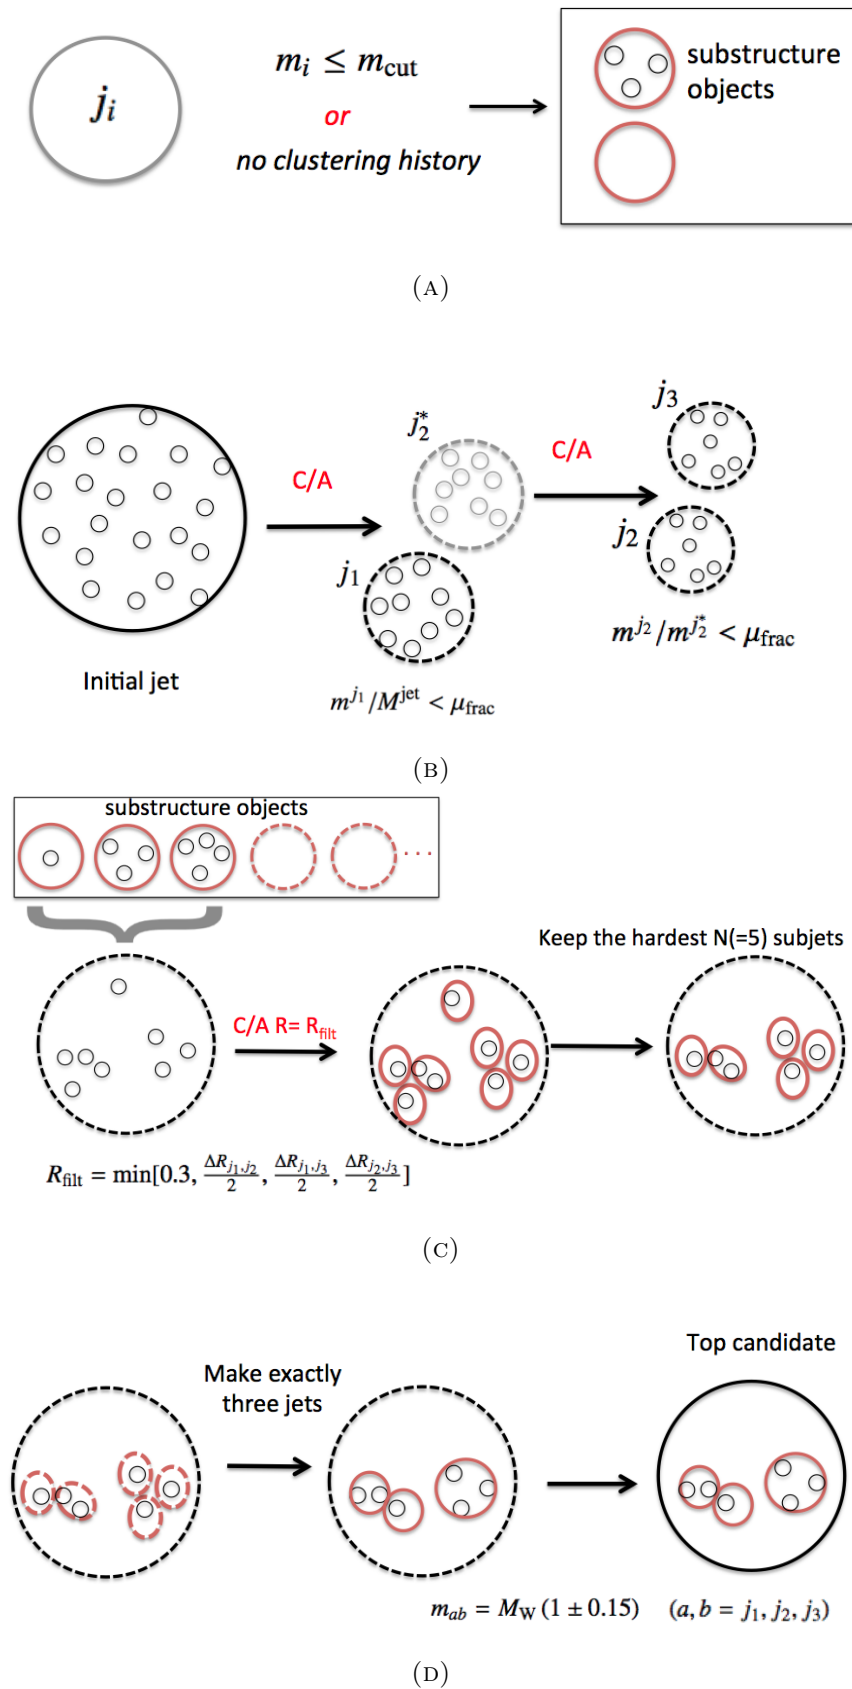 j_i
m_i ≤ m_cut
or
no clustering history
substructure
objects
(A)
j_2^*
j_3
C/A
C/A
j_1
j_2
Initial jet
m^{j_1}/M^{jet} < μ_frac
m^{j_2}/m^{j_2^*} < μ_frac
(B)
substructure objects
...
Keep the hardest N(=5) subjets
C/A R= R_filt
R_filt = min[0.3, ΔR_{j_1,j_2}/2, ΔR_{j_1,j_3}/2, ΔR_{j_2,j_3}/2]
(C)
Make exactly
three jets
Top candidate
m_ab = M_W (1 ± 0.15) (a, b = j_1, j_2, j_3)
(D)